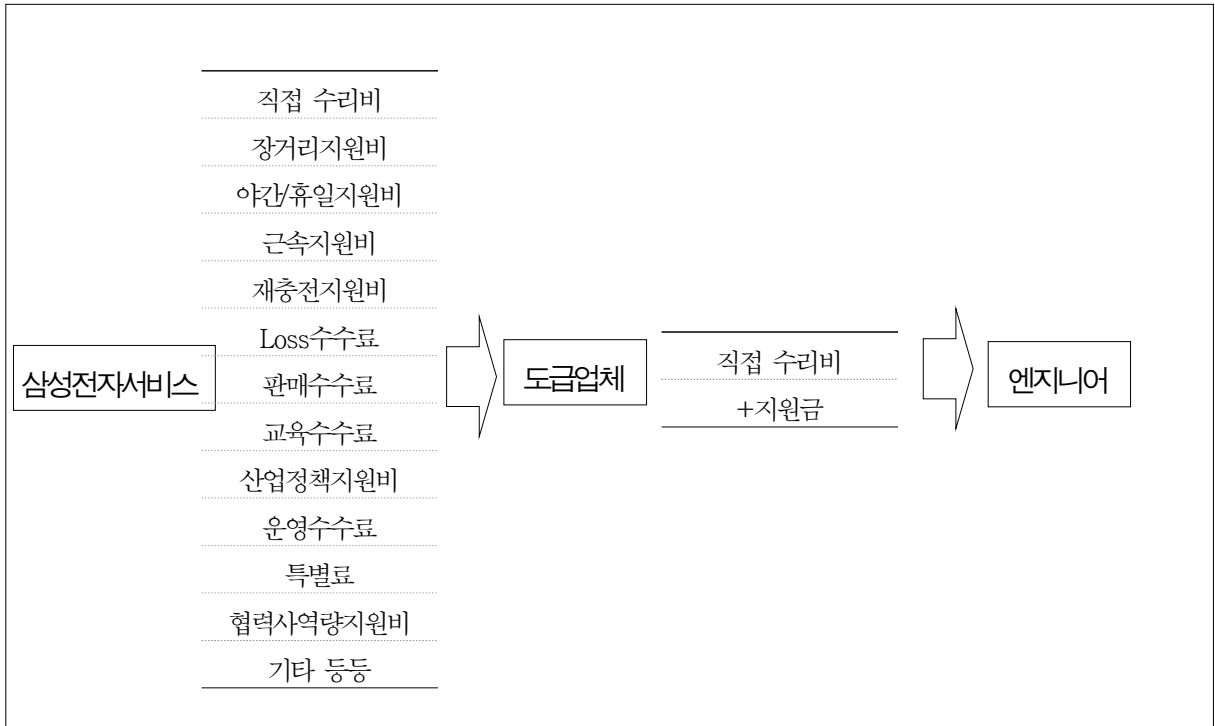 삼성전자서비스
직접 수리비
장거리지원비
야간/휴일지원비
근속지원비
재충전지원비
Loss수수료
판매수수료
교육수수료
산업정책지원비
운영수수료
특별료
협력사역량지원비
기타 등등
도급업체
직접 수리비
+지원금
엔지니어